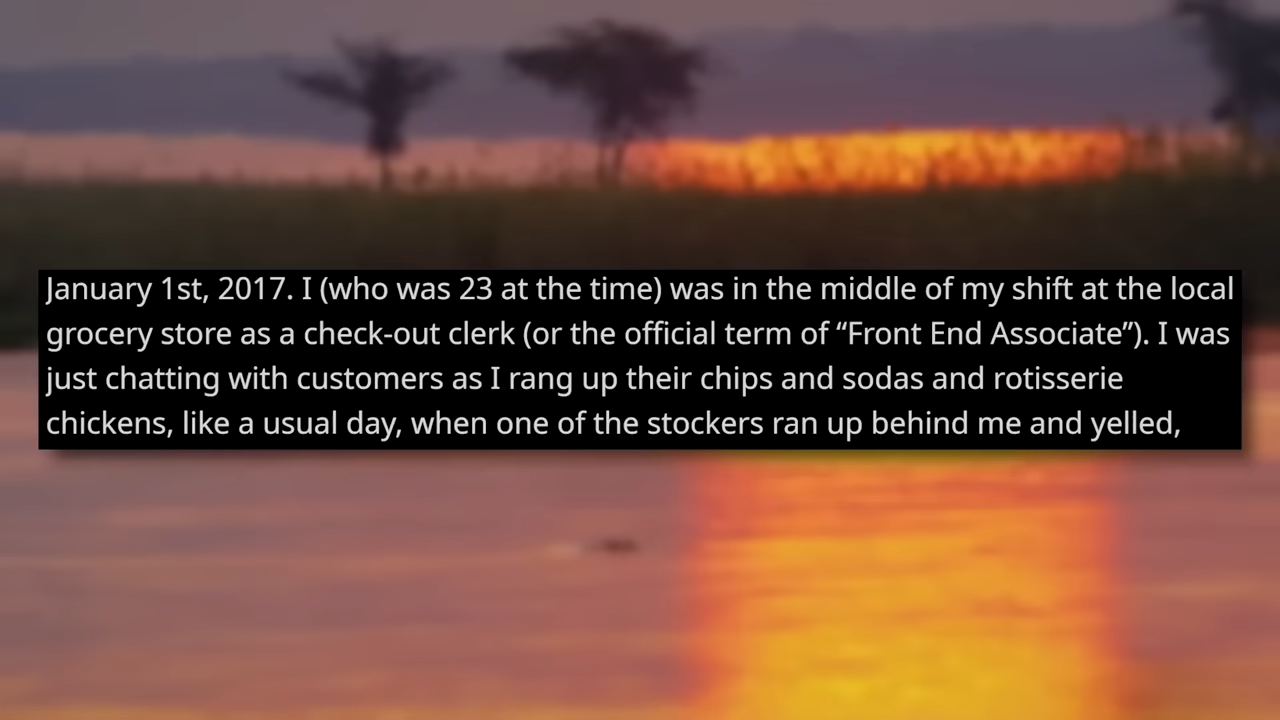 January 1st, 2017. I (who was 23 at the time) was in the middle of my shift at the local
grocery store as a check-out clerk (or the official term of “Front End Associate”). I was
just chatting with customers as I rang up their chips and sodas and rotisserie
chickens, like a usual day, when one of the stockers ran up behind me and yelled,